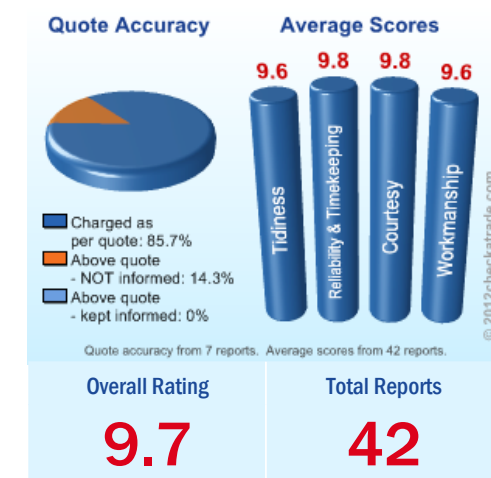 Quote Accuracy
Average Scores
9.6
9.8
9.8
9.6
Tidiness
Reliability & Timekeeping
Courtesy
Workmanship
Charged as
per quote: 85.7%
Above quote
- NOT informed: 14.3%
Above quote
- kept informed: 0%
© 2012checkatrade.com
Quote accuracy from 7 reports. Average scores from 42 reports.
Overall Rating
Total Reports
9.7
42